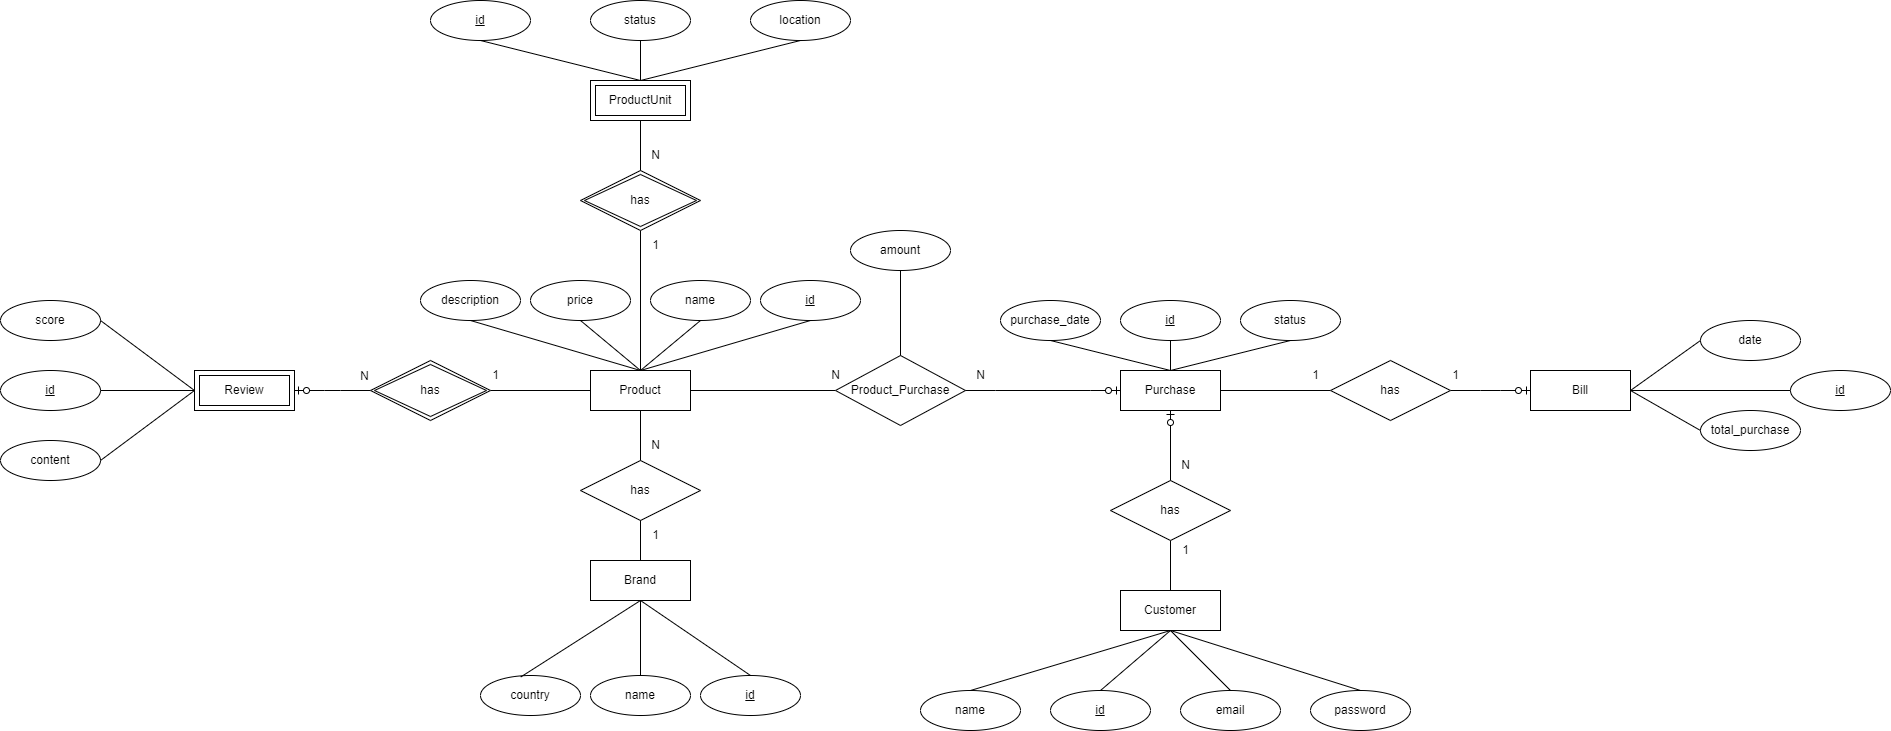 id
status
location
ProductUnit
N
has
1
amount
description
price
name
id
score
purchase_date
id
status
date
N
1
N
N
1
1
id
Review
has
Product
Product_Purchase
Purchase
has
Bill
id
content
total_purchase
N
N
has
has
1
1
Brand
Customer
country
name
id
name
id
email
password